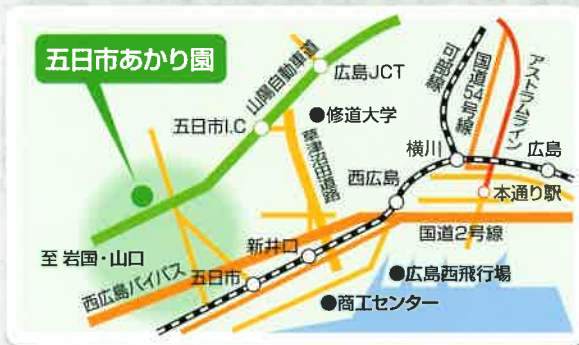 五日市あかり園
山陽自動車道
広島JCT
五日市I.C
●修道大学
草津沼田道路
可部線
国道54号線
アストラムライン
横川
広島
西広島
本通り駅
国道2号線
至 岩国・山口
西広島バイパス
新井口
五日市
●広島西飛行場
●商工センター